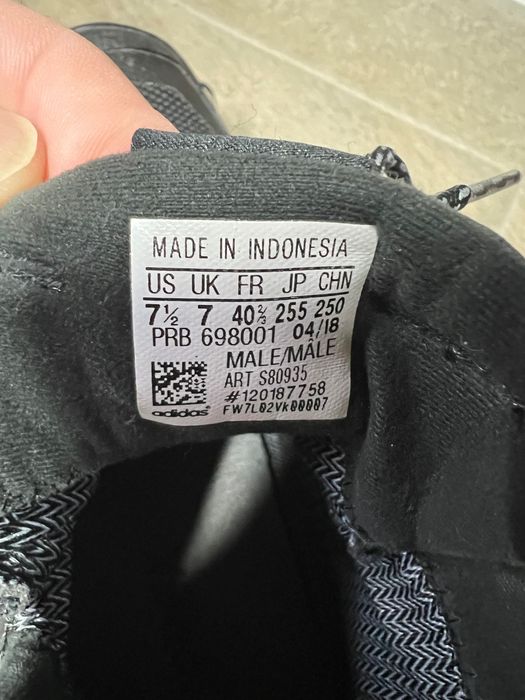 MADE IN INDONESIA
US UK FR JP CHN
7½ 7 40⅔ 255 250
PRB 698001 04/18
MALE/MÂLE
ART S80935
#120187758
adidas FW7L02Vk00007